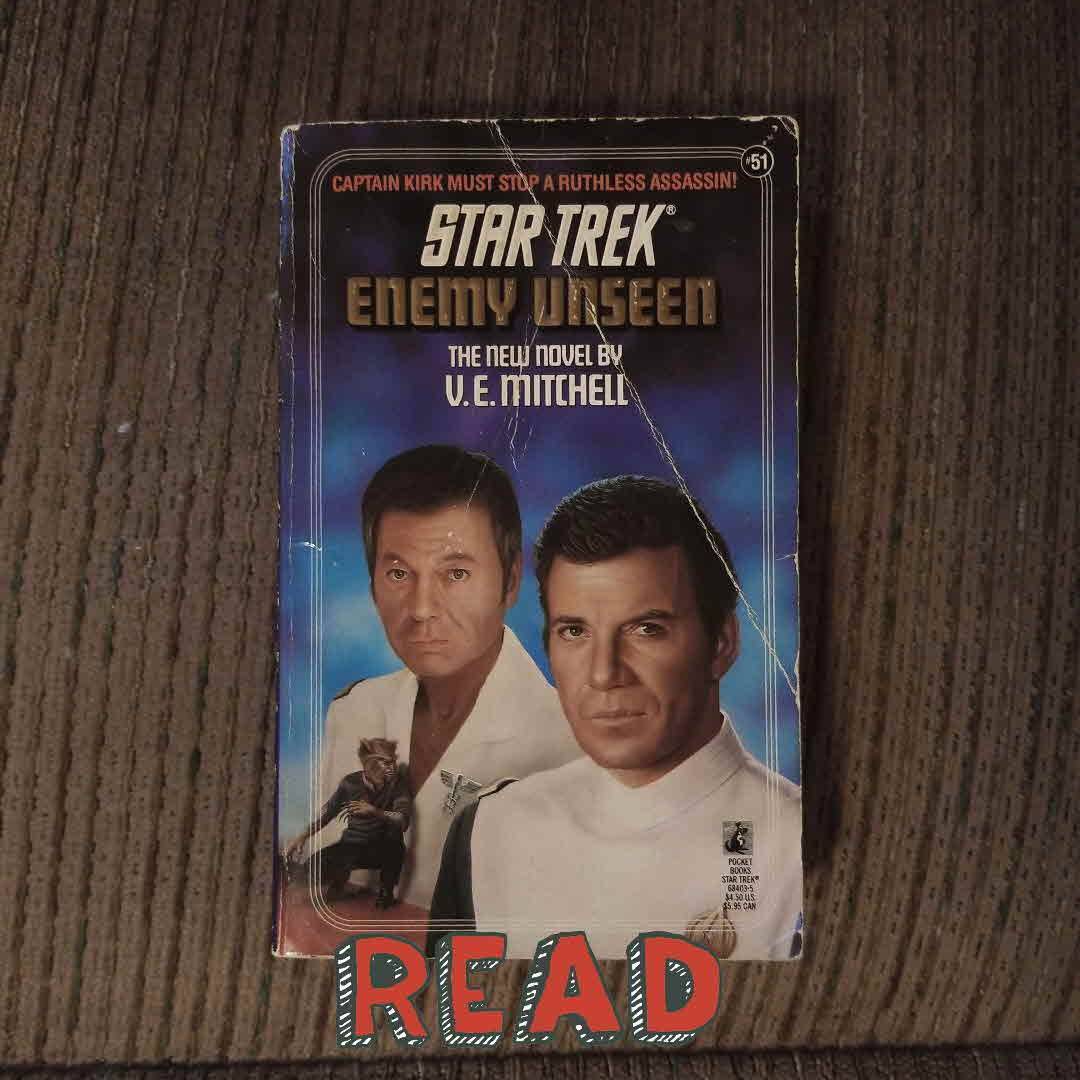 #51
CAPTAIN KIRK MUST STOP A RUTHLESS ASSASSIN!
STAR TREK®
ENEMY UNSEEN
THE NEW NOVEL BY
V.E. MITCHELL
POCKET
BOOKS
STAR TREK®
68403-5
$4.50 U.S.
$5.95 CAN
READ